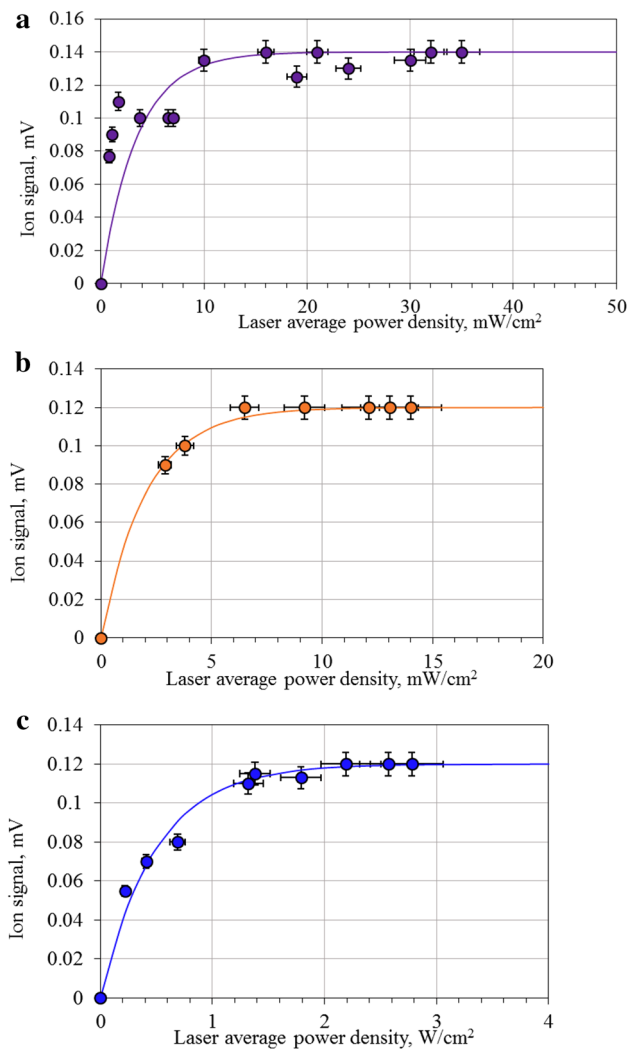 a
0.16
0.14
0.12
0.1
0.08
0.06
0.04
0.02
0
Ion signal, mV
0 10 20 30 40 50
Laser average power density, mW/cm²
b
0.14
0.12
0.1
0.08
0.06
0.04
0.02
0
Ion signal, mV
0 5 10 15 20
Laser average power density, mW/cm²
c
0.14
0.12
0.1
0.08
0.06
0.04
0.02
0
Ion signal, mV
0 1 2 3 4
Laser average power density, W/cm²